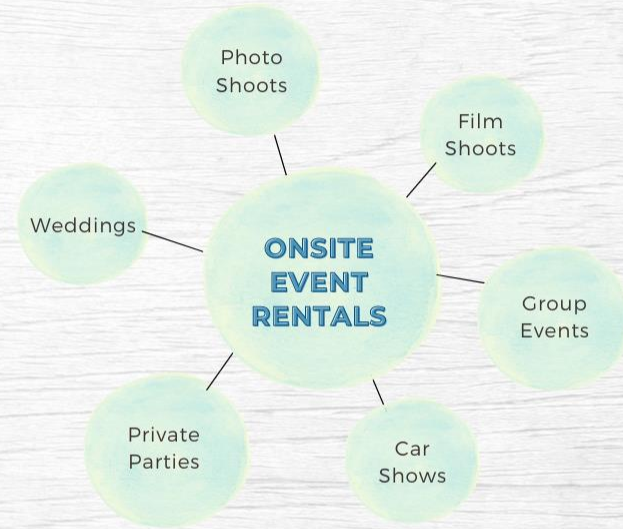 Photo
Shoots
Film
Shoots
Weddings
ONSITE
EVENT
RENTALS
Group
Events
Private
Parties
Car
Shows